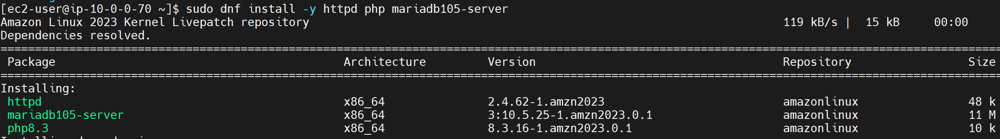 [ec2-user@ip-10-0-0-70 ~]$ sudo dnf install -y httpd php mariadb105-server
Amazon Linux 2023 Kernel Livepatch repository 119 kB/s | 15 kB 00:00
Dependencies resolved.
Package Architecture Version Repository Size
Installing:
httpd x86_64 2.4.62-1.amzn2023 amazonlinux 48 k
mariadb105-server x86_64 3:10.5.25-1.amzn2023.0.1 amazonlinux 11 M
php8.3 x86_64 8.3.16-1.amzn2023.0.1 amazonlinux 10 k